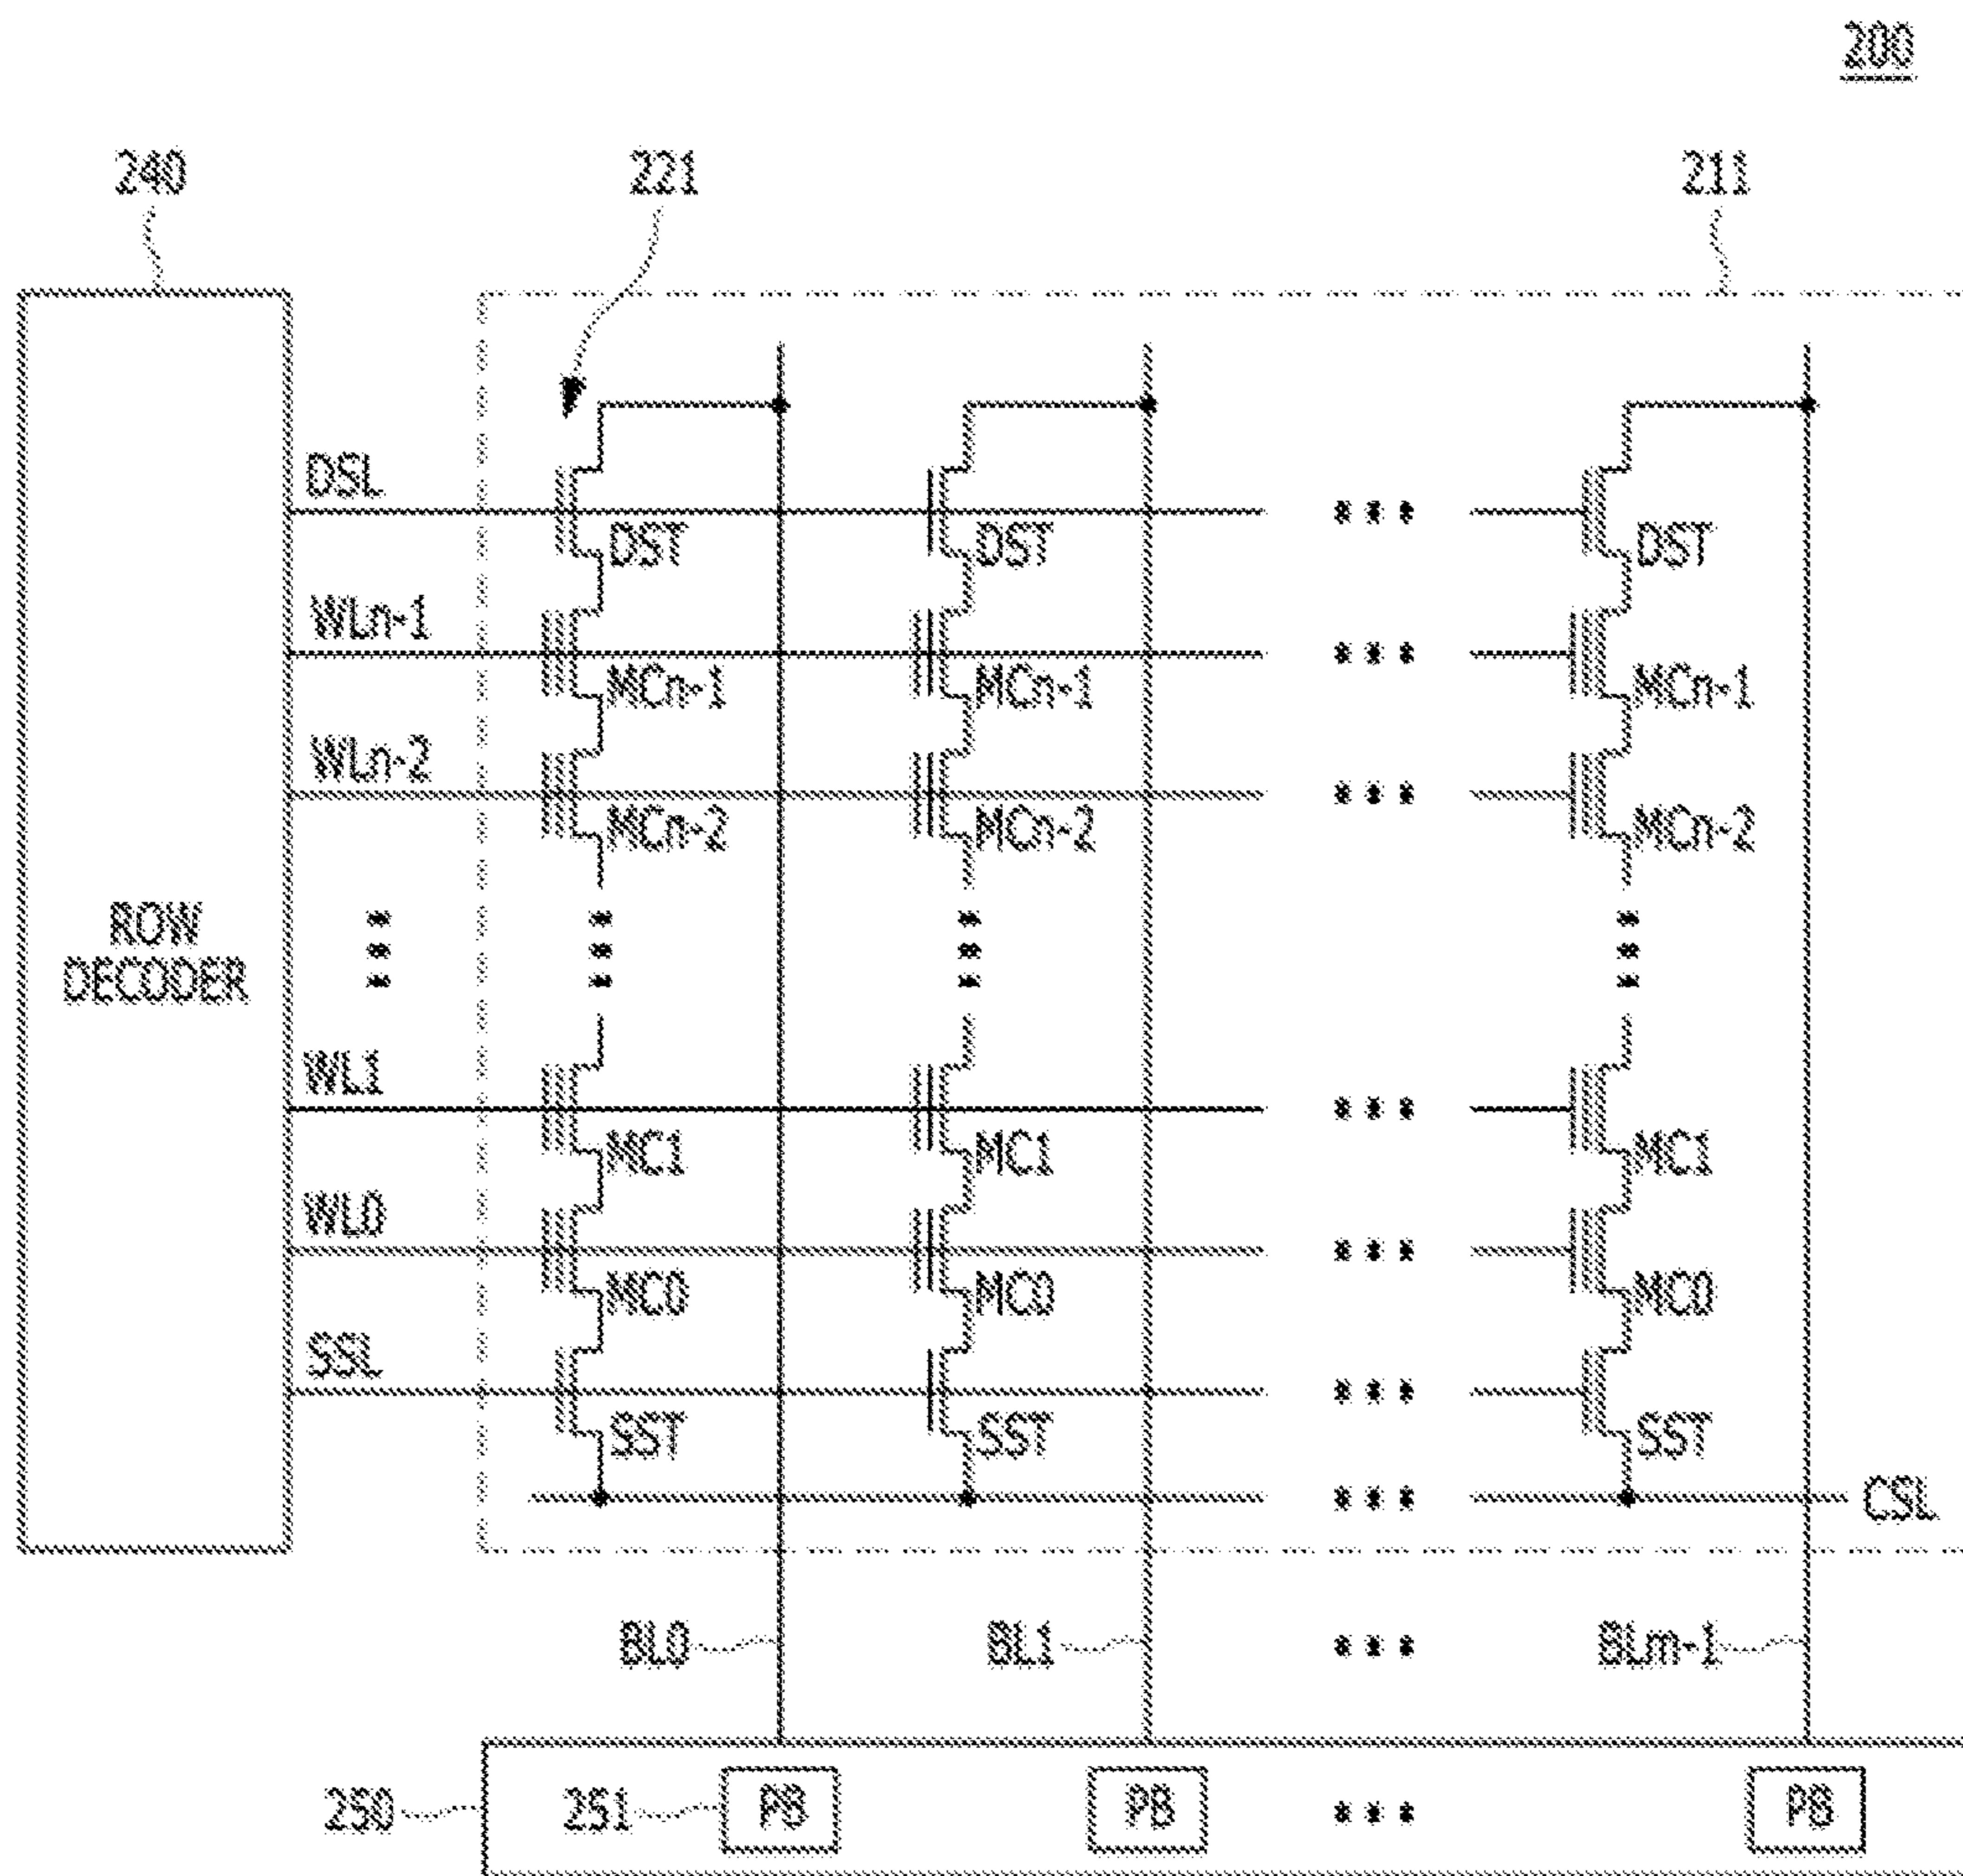 200
240 221 211
DSL
DST DST DST
WLn-1
MCn-1 MCn-1 MCn-1
WLn-2
MCn-2 MCn-2 MCn-2
ROW
DECODER
WL1
MC1 MC1 MC1
WL0
MC0 MC0 MC0
SSL
SST SST SST
CSL
BL0 BL1 BLm-1
250 251 PB PB PB